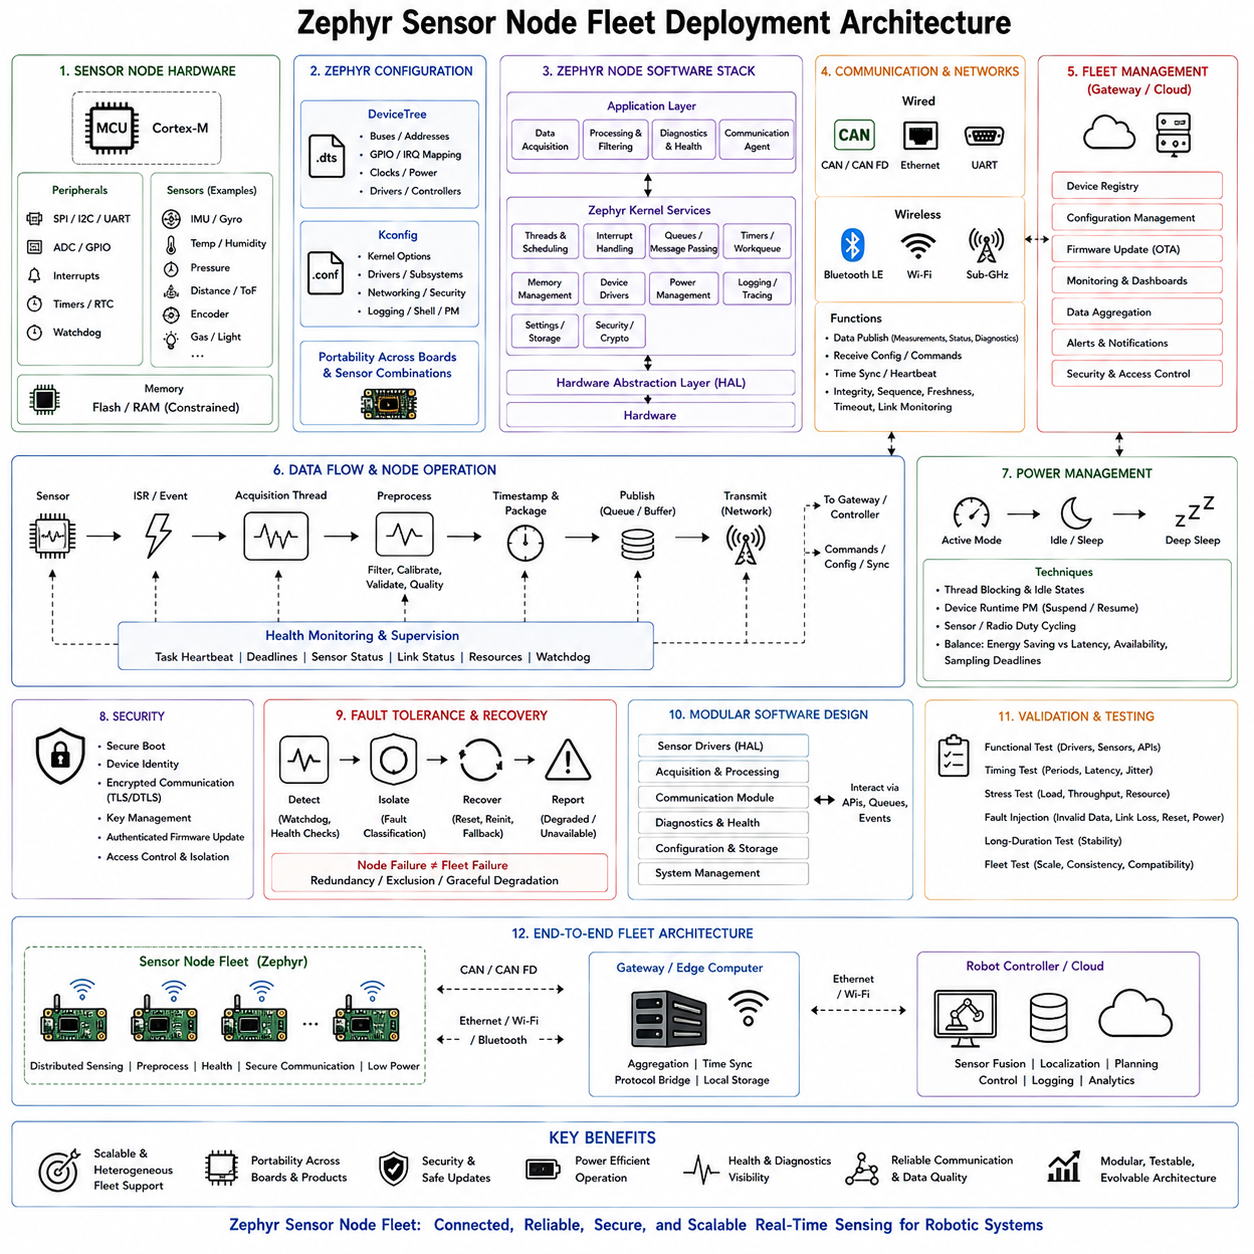 Zephyr Sensor Node Fleet Deployment Architecture
1. SENSOR NODE HARDWARE
MCU
Cortex-M
Peripherals
SPI / I2C / UART
ADC / GPIO
Interrupts
Timers / RTC
Watchdog
Sensors (Examples)
IMU / Gyro
Temp / Humidity
Pressure
Distance / ToF
Encoder
Gas / Light
...
Memory
Flash / RAM (Constrained)
2. ZEPHYR CONFIGURATION
DeviceTree
.dts
• Buses / Addresses
• GPIO / IRQ Mapping
• Clocks / Power
• Drivers / Controllers
Kconfig
.conf
• Kernel Options
• Drivers / Subsystems
• Networking / Security
• Logging / Shell / PM
Portability Across Boards
& Sensor Combinations
3. ZEPHYR NODE SOFTWARE STACK
Application Layer
Data
Acquisition
Processing &
Filtering
Diagnostics
& Health
Communication
Agent
Zephyr Kernel Services
Threads &
Scheduling
Interrupt
Handling
Queues /
Message Passing
Timers /
Workqueue
Memory
Management
Device
Drivers
Power
Management
Logging /
Tracing
Settings /
Storage
Security /
Crypto
Hardware Abstraction Layer (HAL)
Hardware
4. COMMUNICATION & NETWORKS
Wired
CAN
CAN / CAN FD
Ethernet
UART
Wireless
Bluetooth LE
Wi-Fi
Sub-GHz
Functions
• Data Publish (Measurements, Status, Diagnostics)
• Receive Config / Commands
• Time Sync / Heartbeat
• Integrity, Sequence, Freshness,
Timeout, Link Monitoring
5. FLEET MANAGEMENT
(Gateway / Cloud)
Device Registry
Configuration Management
Firmware Update (OTA)
Monitoring & Dashboards
Data Aggregation
Alerts & Notifications
Security & Access Control
6. DATA FLOW & NODE OPERATION
Sensor
ISR / Event
Acquisition Thread
Preprocess
Filter, Calibrate,
Validate, Quality
Timestamp &
Package
Publish
(Queue / Buffer)
Transmit
(Network)
To Gateway /
Controller
Commands /
Config / Sync
Health Monitoring & Supervision
Task Heartbeat | Deadlines | Sensor Status | Link Status | Resources | Watchdog
7. POWER MANAGEMENT
Active Mode
Idle / Sleep
z z Z
Deep Sleep
Techniques
• Thread Blocking & Idle States
• Device Runtime PM (Suspend / Resume)
• Sensor / Radio Duty Cycling
• Balance: Energy Saving vs Latency, Availability,
Sampling Deadlines
8. SECURITY
• Secure Boot
• Device Identity
• Encrypted Communication
(TLS/DTLS)
• Key Management
• Authenticated Firmware Update
• Access Control & Isolation
9. FAULT TOLERANCE & RECOVERY
Detect
(Watchdog,
Health Checks)
Isolate
(Fault
Classification)
Recover
(Reset, Reinit,
Fallback)
Report
(Degraded /
Unavailable)
Node Failure ≠ Fleet Failure
Redundancy / Exclusion / Graceful Degradation
10. MODULAR SOFTWARE DESIGN
Sensor Drivers (HAL)
Acquisition & Processing
Communication Module
Diagnostics & Health
Configuration & Storage
System Management
Interact via
APIs, Queues,
Events
11. VALIDATION & TESTING
Functional Test (Drivers, Sensors, APIs)
Timing Test (Periods, Latency, Jitter)
Stress Test (Load, Throughput, Resource)
Fault Injection (Invalid Data, Link Loss, Reset, Power)
Long-Duration Test (Stability)
Fleet Test (Scale, Consistency, Compatibility)
12. END-TO-END FLEET ARCHITECTURE
Sensor Node Fleet (Zephyr)
...
Distributed Sensing | Preprocess | Health | Secure Communication | Low Power
CAN / CAN FD
Ethernet / Wi-Fi
/ Bluetooth
Gateway / Edge Computer
Aggregation | Time Sync
Protocol Bridge | Local Storage
Ethernet
/ Wi-Fi
Robot Controller / Cloud
Sensor Fusion | Localization | Planning
Control | Logging | Analytics
KEY BENEFITS
Scalable &
Heterogeneous
Fleet Support
Portability Across
Boards & Products
Security &
Safe Updates
Power Efficient
Operation
Health & Diagnostics
Visibility
Reliable Communication
& Data Quality
Modular, Testable,
Evolvable Architecture
Zephyr Sensor Node Fleet: Connected, Reliable, Secure, and Scalable Real-Time Sensing for Robotic Systems